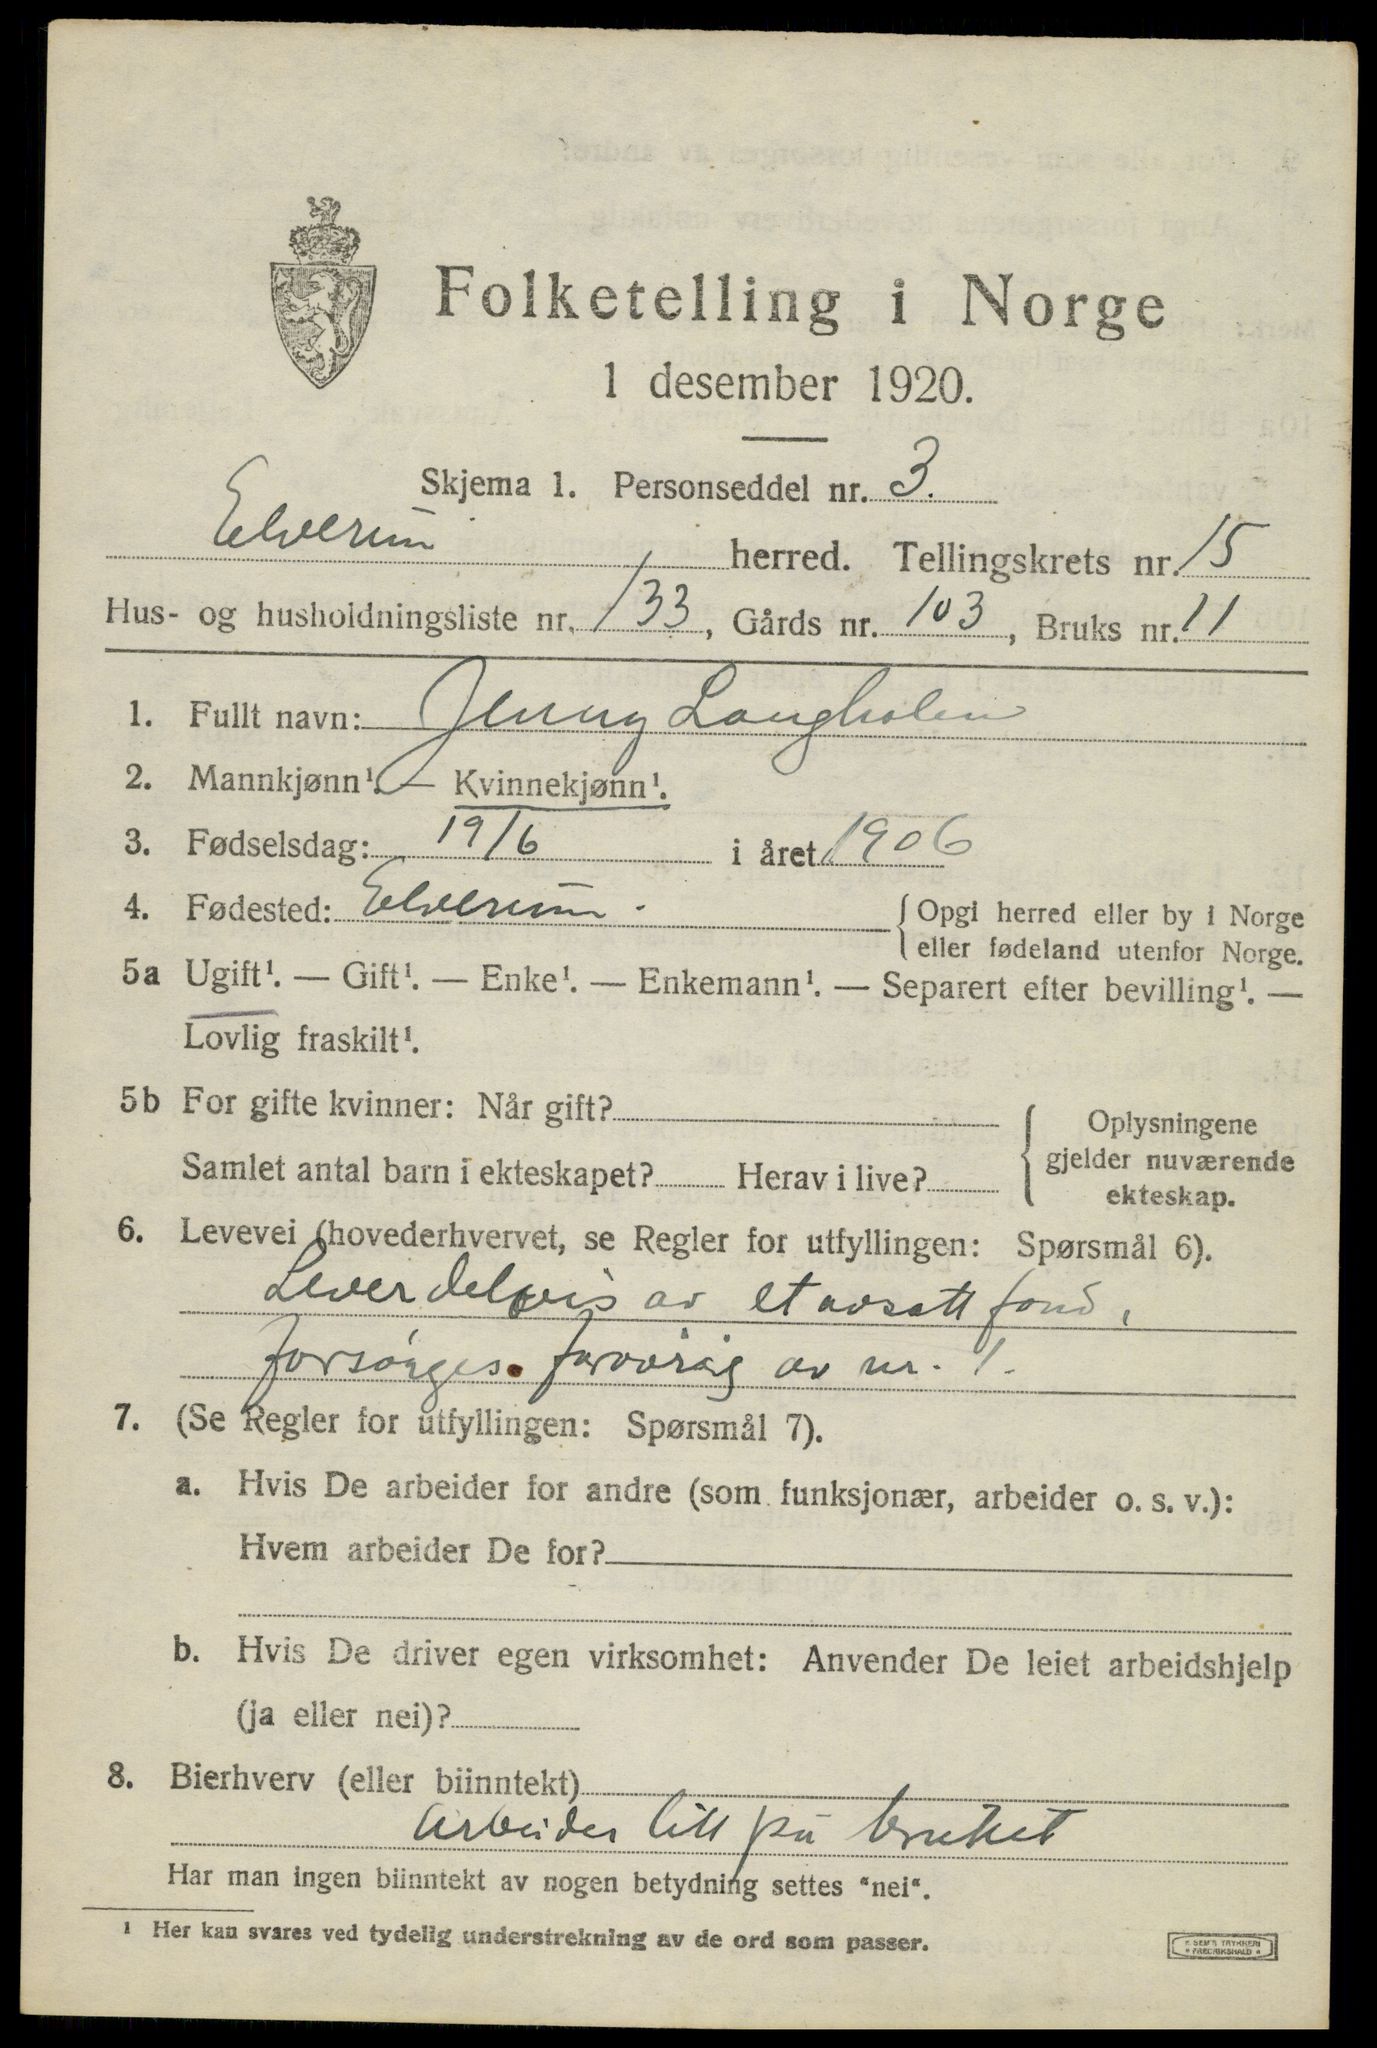 Folketelling i Norge
1 desember 1920.
Skjema 1. Personseddel nr. 3.
Elverum herred. Tellingskrets nr. 15
Hus- og husholdningsliste nr. 133, Gårds nr. 103, Bruks nr. 11
1. Fullt navn: Jenny Langholen
2. Mannkjønn¹. — Kvinnekjønn¹.
3. Fødselsdag: 19/6 i året 1906
4. Fødested: Elverum. { Opgi herred eller by i Norge
eller fødeland utenfor Norge.
5a Ugift¹. — Gift¹. — Enke¹. — Enkemann¹. — Separert efter bevilling¹. —
Lovlig fraskilt¹.
5b For gifte kvinner: Når gift?
Samlet antal barn i ekteskapet? Herav i live?
{ Oplysningene
gjelder nuværende
ekteskap.
6. Levevei (hovederhvervet, se Regler for utfyllingen: Spørsmål 6).
Lever delvis av et avsatt fond,
forsørges forøvrig av nr. 1.
7. (Se Regler for utfyllingen: Spørsmål 7).
a. Hvis De arbeider for andre (som funksjonær, arbeider o. s. v.):
Hvem arbeider De for?
b. Hvis De driver egen virksomhet: Anvender De leiet arbeidshjelp
(ja eller nei)?
8. Bierhverv (eller biinntekt)
Arbeider litt på bruket
Har man ingen biinntekt av nogen betydning settes "nei".
¹ Her kan svares ved tydelig understrekning av de ord som passer.
* SEM'S TRYKKERI
* FREDRIKSHALD *